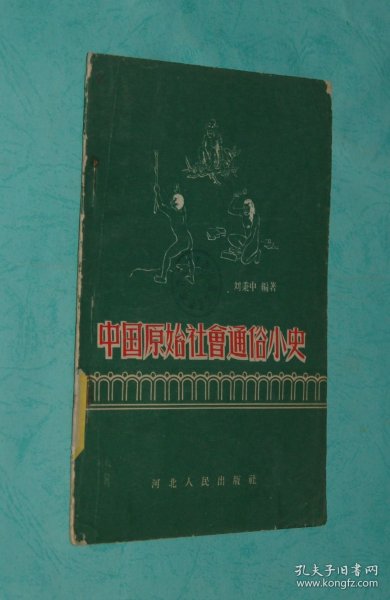 刘秉中 编著
中国原始社會通俗小史
河北人民出版社
孔夫子旧书网
www.kongfz.com